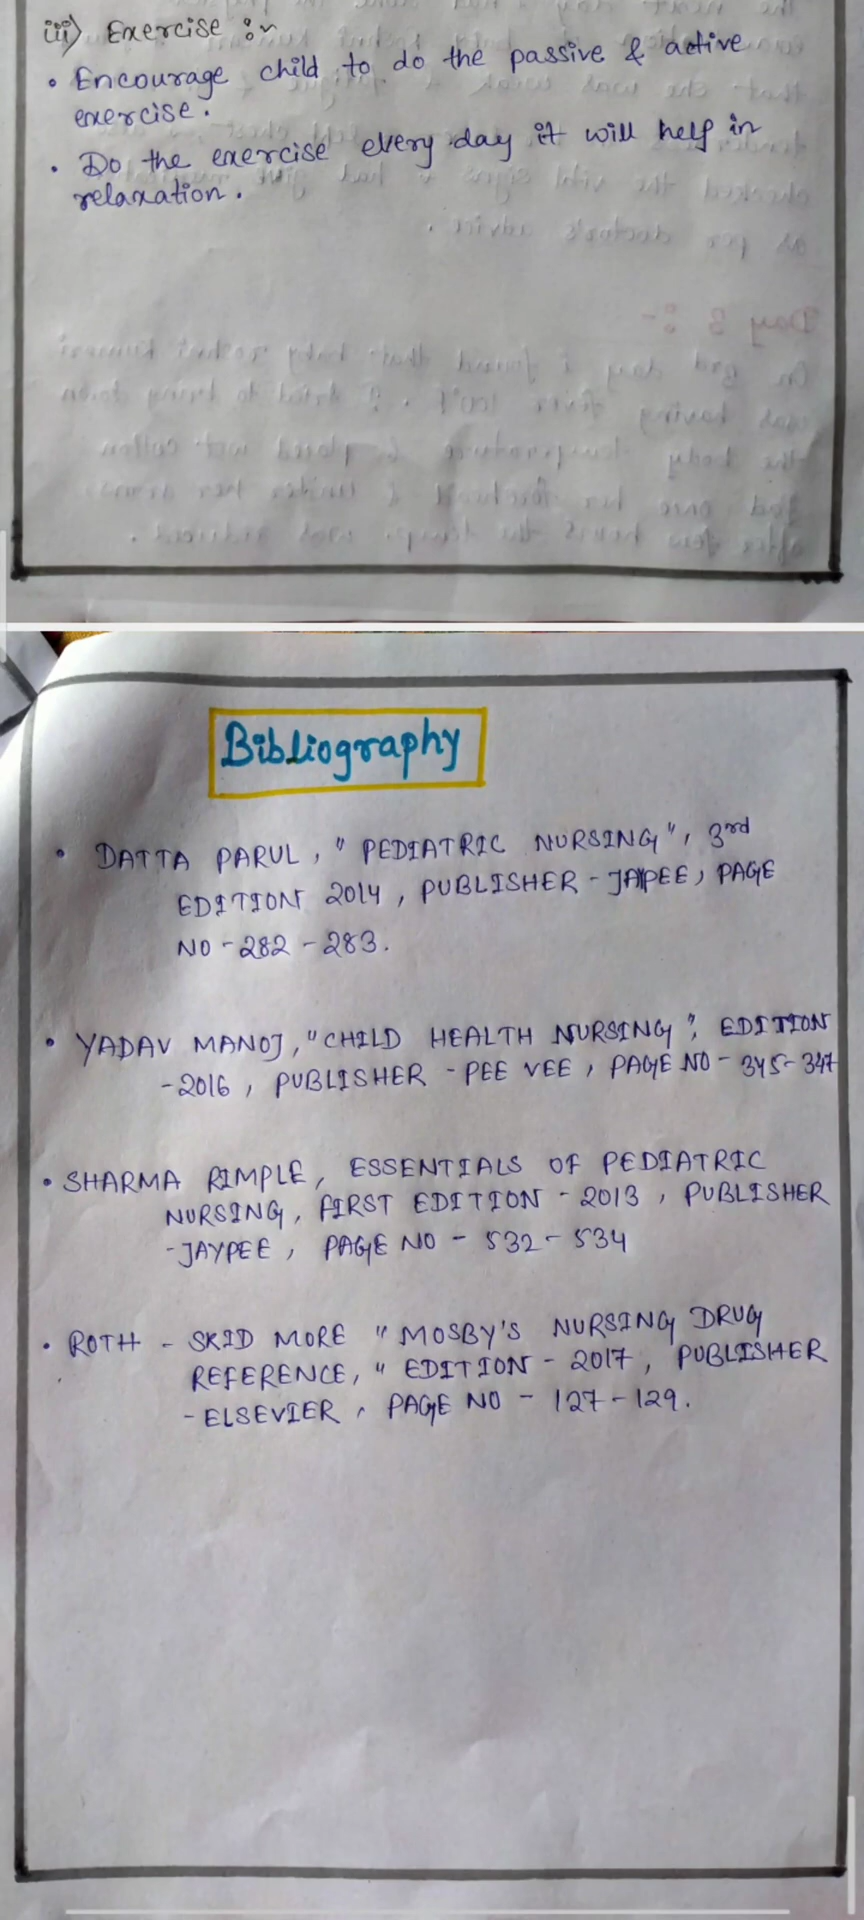 iii) Exercise :~
• Encourage child to do the passive & active
exercise.
• Do the exercise every day it will help in
relaxation.
Bibliography
• DATTA PARUL, "PEDIATRIC NURSING", 3rd
EDITION 2014, PUBLISHER - JAYPEE, PAGE
NO - 282 - 283.
• YADAV MANOJ, "CHILD HEALTH NURSING", EDITION
- 2016, PUBLISHER - PEE VEE, PAGE NO - 345 - 347
• SHARMA RIMPLE, ESSENTIALS OF PEDIATRIC
NURSING, FIRST EDITION - 2013, PUBLISHER
- JAYPEE, PAGE NO - 532 - 534
• ROTH - SKID MORE "MOSBY'S NURSING DRUG
REFERENCE," EDITION - 2017, PUBLISHER
- ELSEVIER, PAGE NO - 127 - 129.